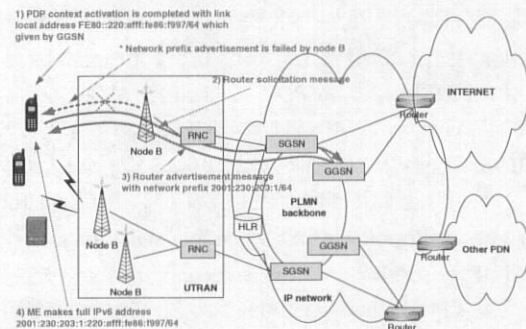 1) PDP context activation is completed with link
local address FE80::220:afff:fe86:f997/64 which
given by GGSN
* Network prefix advertisement is failed by node B
2) Router solicitation message
INTERNET
Router
RNC
SGSN
Node B
GGSN
3) Router advertisement message
with network prefix 2001:230:203:1/64
PLMN
backbone
HLR
Node B
GGSN
RNC
Router
Other PDN
SGSN
Node B
UTRAN
IP network
4) ME makes full IPv6 address
2001:230:203:1:220:afff:fe86:f997/64
Router